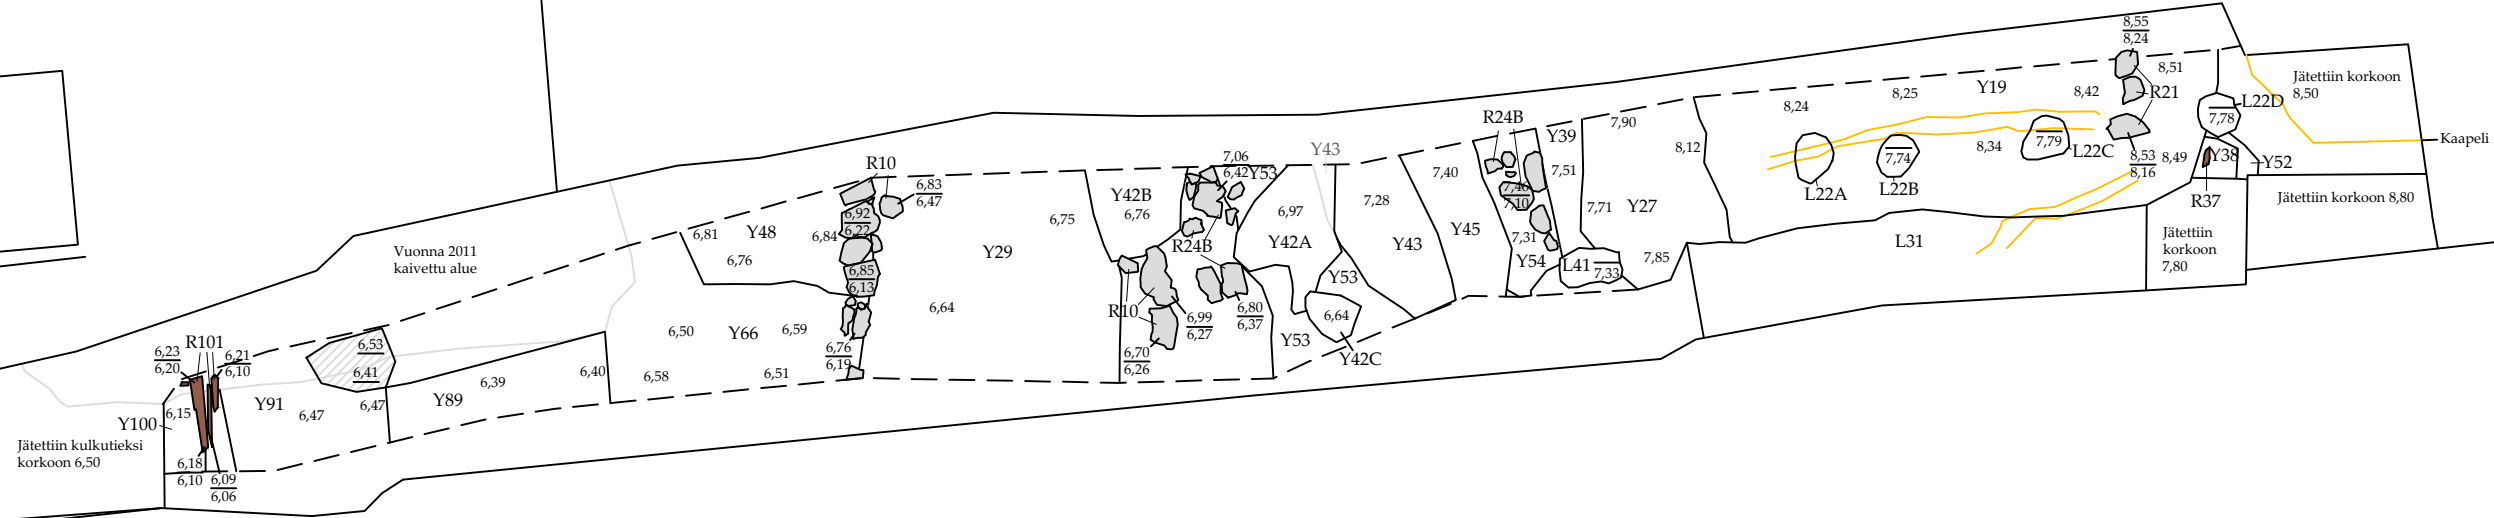 Jätettiin kulkutieksi
korkoon 6,50
Y100
6,15
6,23
6,20
R101
6,21
6,10
6,18
6,10
6,09
6,06
Y91
6,47
6,53
6,41
6,47
Y89
6,39
6,40
Vuonna 2011
kaivettu alue
6,81
Y48
6,76
6,84
6,50
Y66
6,59
6,58
6,51
R10
6,83
6,47
6,92
6,22
6,85
6,13
6,76
6,19
Y29
6,75
6,64
Y42B
6,76
R10
6,70
6,26
6,99
6,27
R24B
6,80
6,37
7,06
6,42
Y53
6,97
Y42A
Y43
Y53
6,64
Y53
Y42C
7,28
Y43
7,40
Y45
R24B
7,46
7,10
7,31
Y54
Y39
7,51
L41
7,33
7,90
7,71
Y27
7,85
8,12
8,24
8,25
Y19
8,42
L22A
7,74
L22B
8,34
7,79
L22C
L31
8,55
8,24
8,51
R21
8,53
8,16
8,49
7,78
L22D
Y38
Y52
R37
Jätettiin
korkoon
7,80
Jätettiin korkoon
8,50
Jätettiin korkoon 8,80
Kaapeli